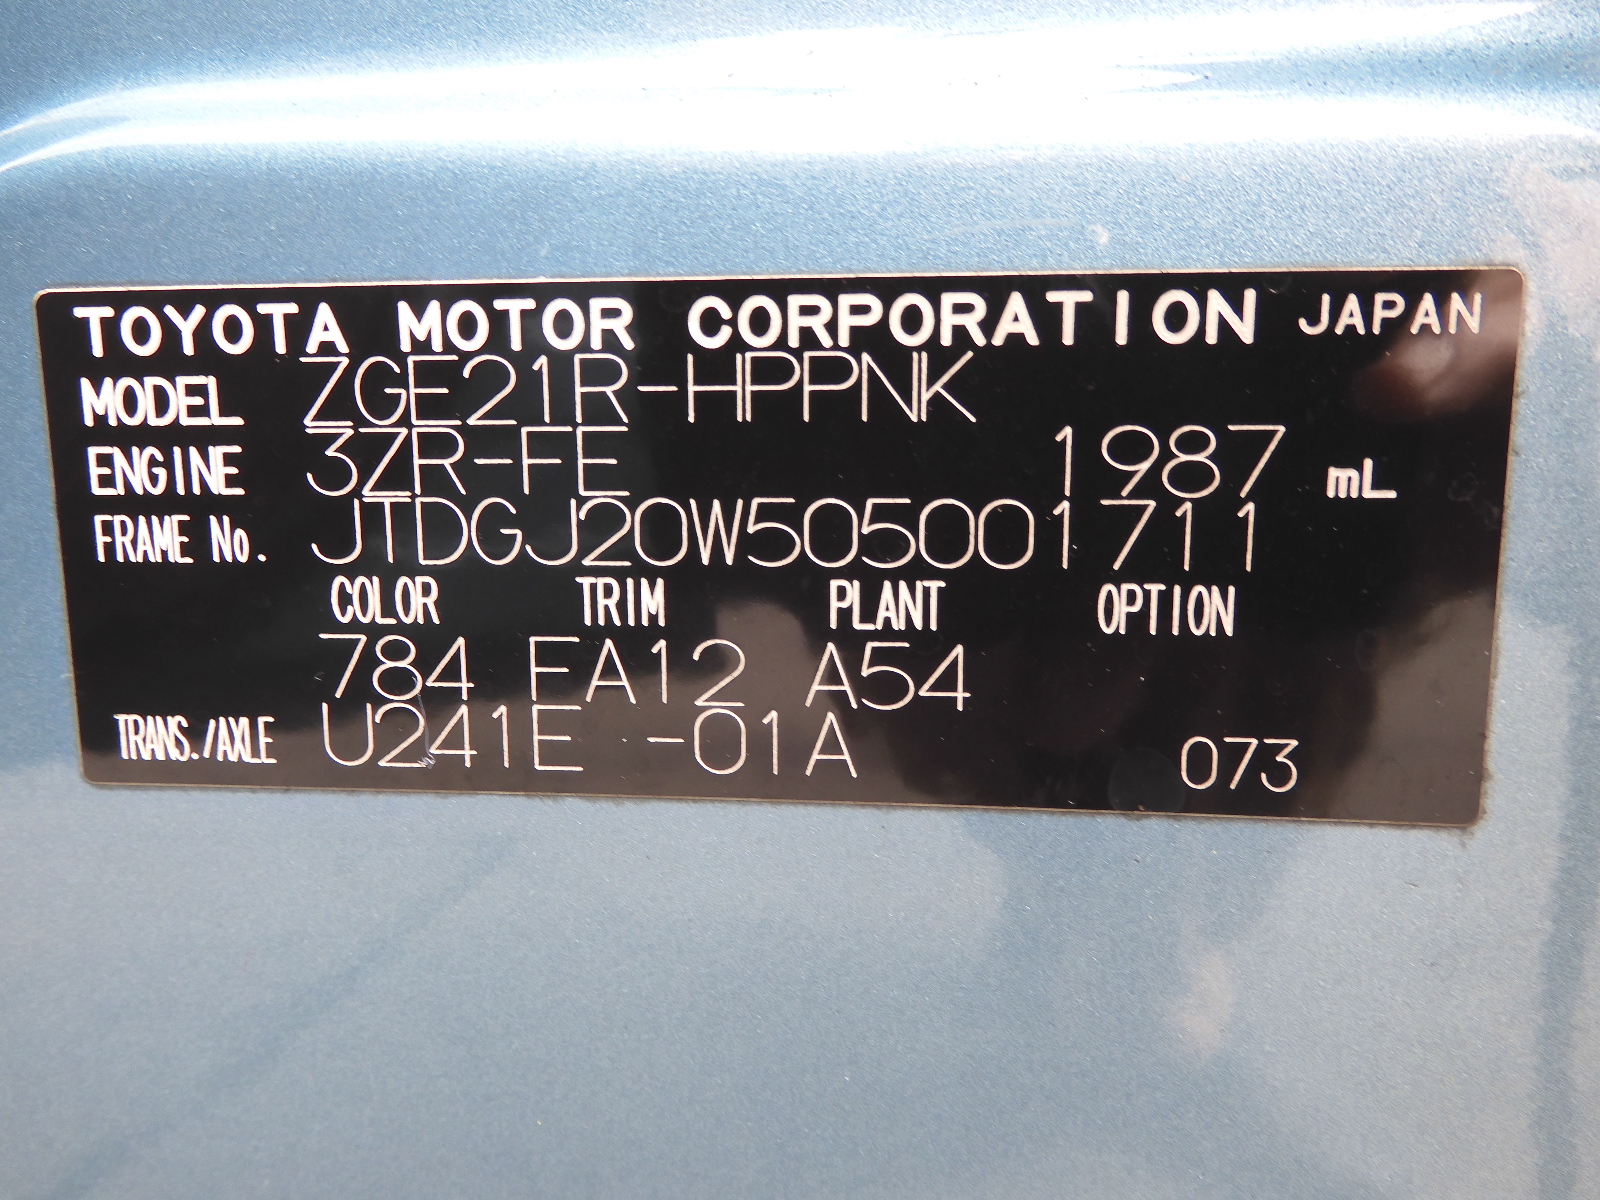 TOYOTA MOTOR CORPORATION JAPAN
MODEL ZGE21R-HPPNK
ENGINE 3ZR-FE 1987 mL
FRAME No. JTDGJ20W505001711
COLOR TRIM PLANT OPTION
784 FA12 A54
TRANS./AXLE U241E -01A 073